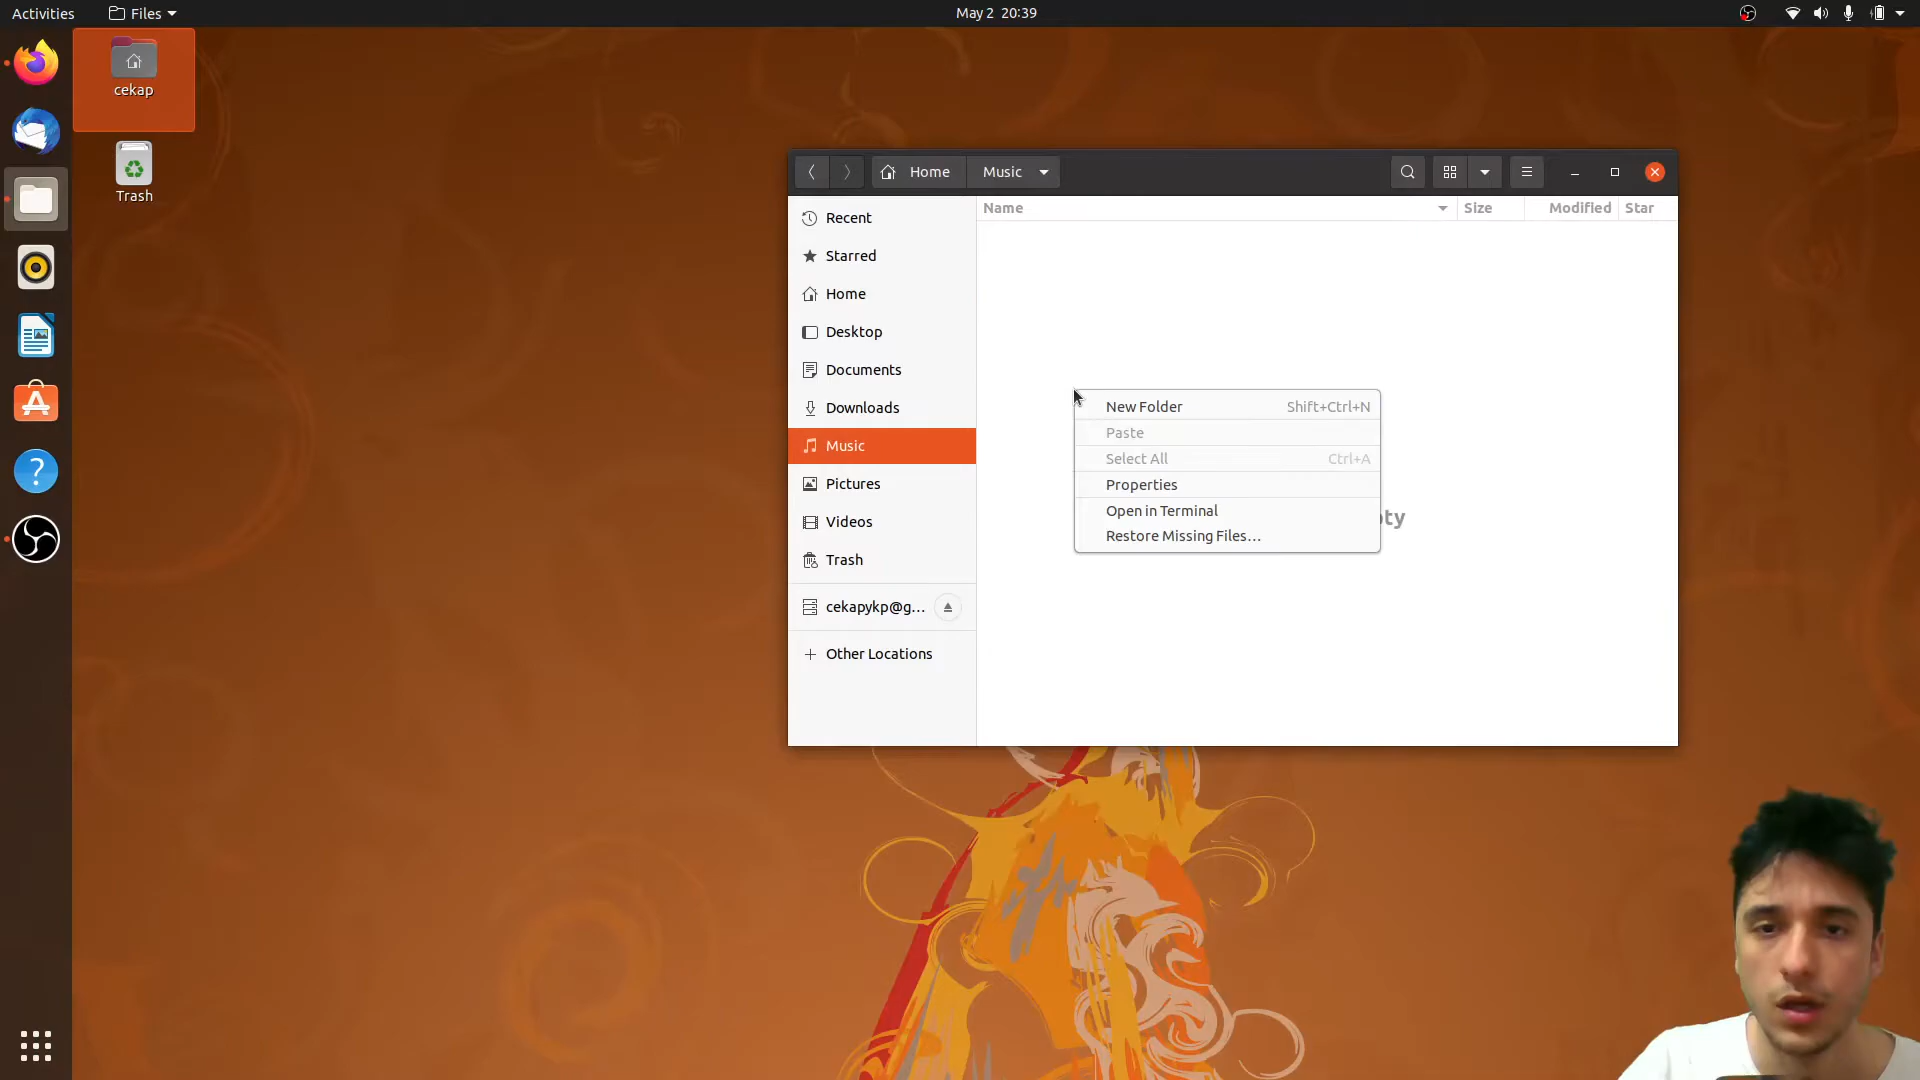 Activities
Files
May 2 20:39
cekap
Trash
Home
Music
Recent
Starred
Home
Desktop
Documents
Downloads
Music
Pictures
Videos
Trash
cekapykp@g...
Other Locations
Name
Size
Modified
Star
New Folder Shift+Ctrl+N
Paste
Select All Ctrl+A
Properties
Open in Terminal
Restore Missing Files...
pty